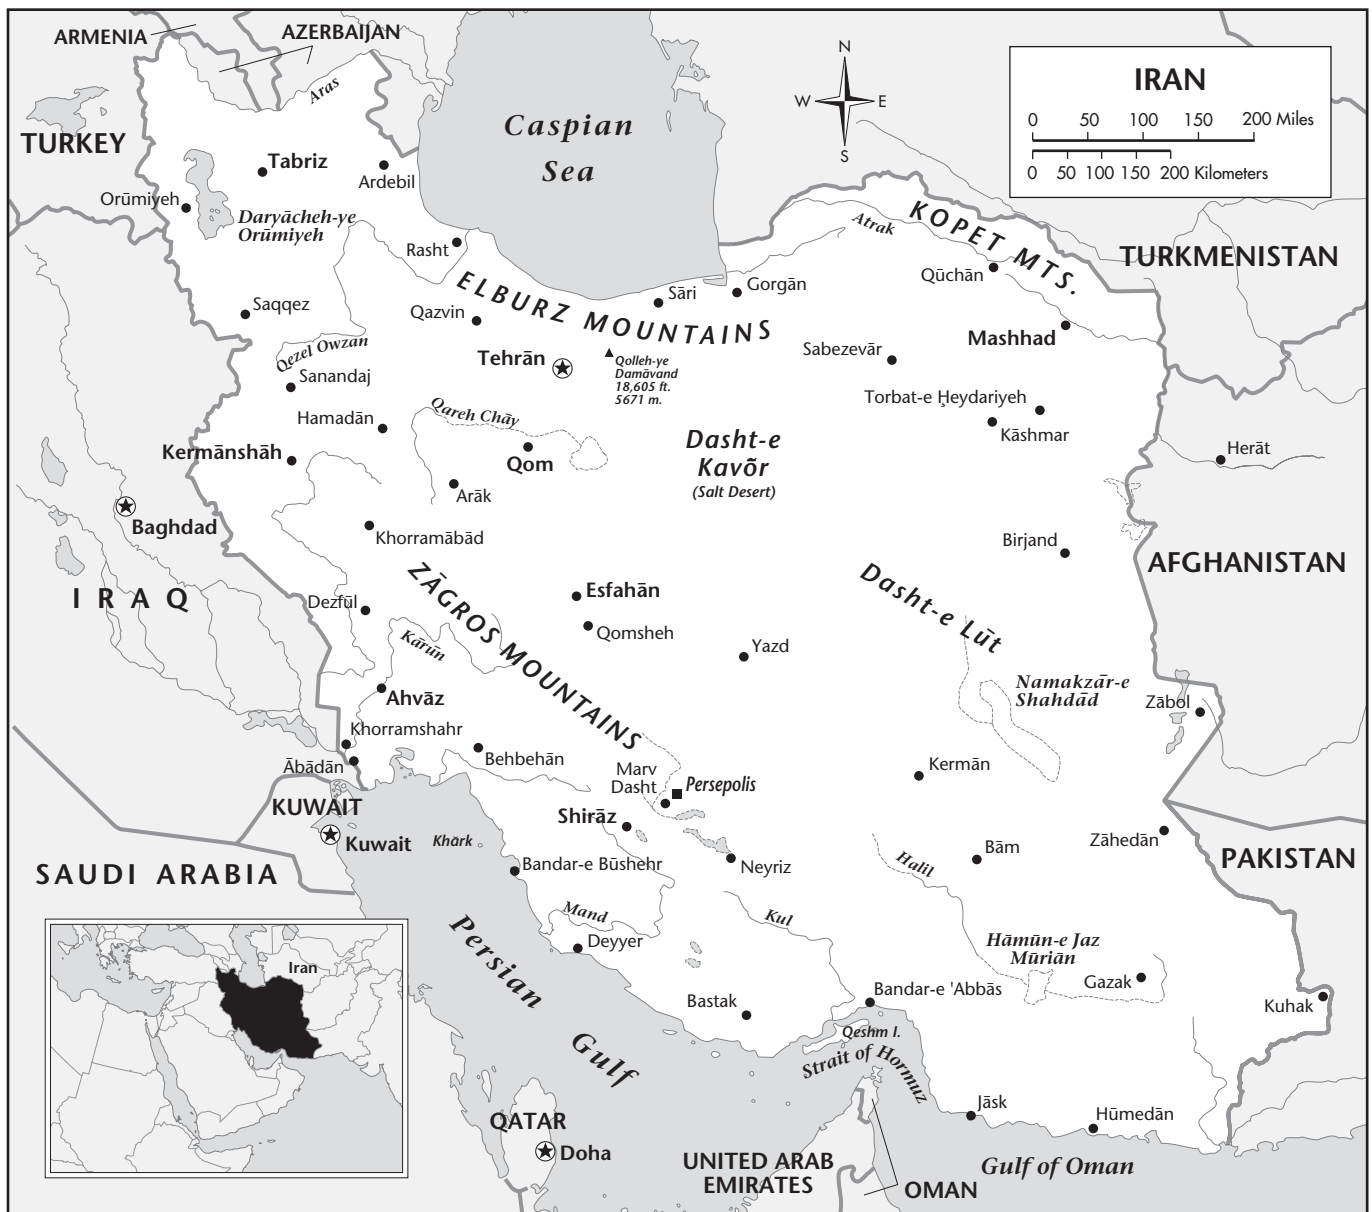 ARMENIA
AZERBAIJAN
Aras
TURKEY
Tabriz
Ardebil
Orūmiyeh
Daryācheh-ye
Orūmiyeh
Caspian
Sea
N
W
E
S
IRAN
0 50 100 150 200 Miles
0 50 100 150 200 Kilometers
Rasht
ELBURZ MOUNTAINS
Sāri
Gorgān
Atrak
KOPET MTS.
Qūchān
TURKMENISTAN
Saqqez
Qazvin
Tehrān
Qolleh-ye
Damāvand
18,605 ft.
5671 m.
Mashhad
Sabezevār
Qezel Owzan
Sanandaj
Hamadān
Qareh Chāy
Torbat-e Ḩeydariyeh
Kāshmar
Kermānshāh
Qom
Dasht-e
Kavõr
(Salt Desert)
Herāt
Arāk
Baghdad
Khorramābād
Birjand
AFGHANISTAN
IRAQ
ZĀGROS MOUNTAINS
Esfahān
Dasht-e Lūt
Dezfūl
Qomsheh
Kārūn
Yazd
Namakzār-e
Shahdād
Zābol
Ahvāz
Khorramshahr
Ābādān
Behbehān
Marv
Dasht
Persepolis
Kermān
KUWAIT
Kuwait
Khārk
Shirāz
Bandar-e Būshehr
Neyriz
Halil
Bām
Zāhedān
PAKISTAN
SAUDI ARABIA
Mand
Deyyer
Kul
Hāmūn-e Jaz
Mūriān
Gazak
Kuhak
Iran
Persian
Gulf
Bastak
Bandar-e 'Abbās
Qeshm I.
Strait of Hormuz
Jāsk
Hūmedān
QATAR
Doha
UNITED ARAB
EMIRATES
OMAN
Gulf of Oman